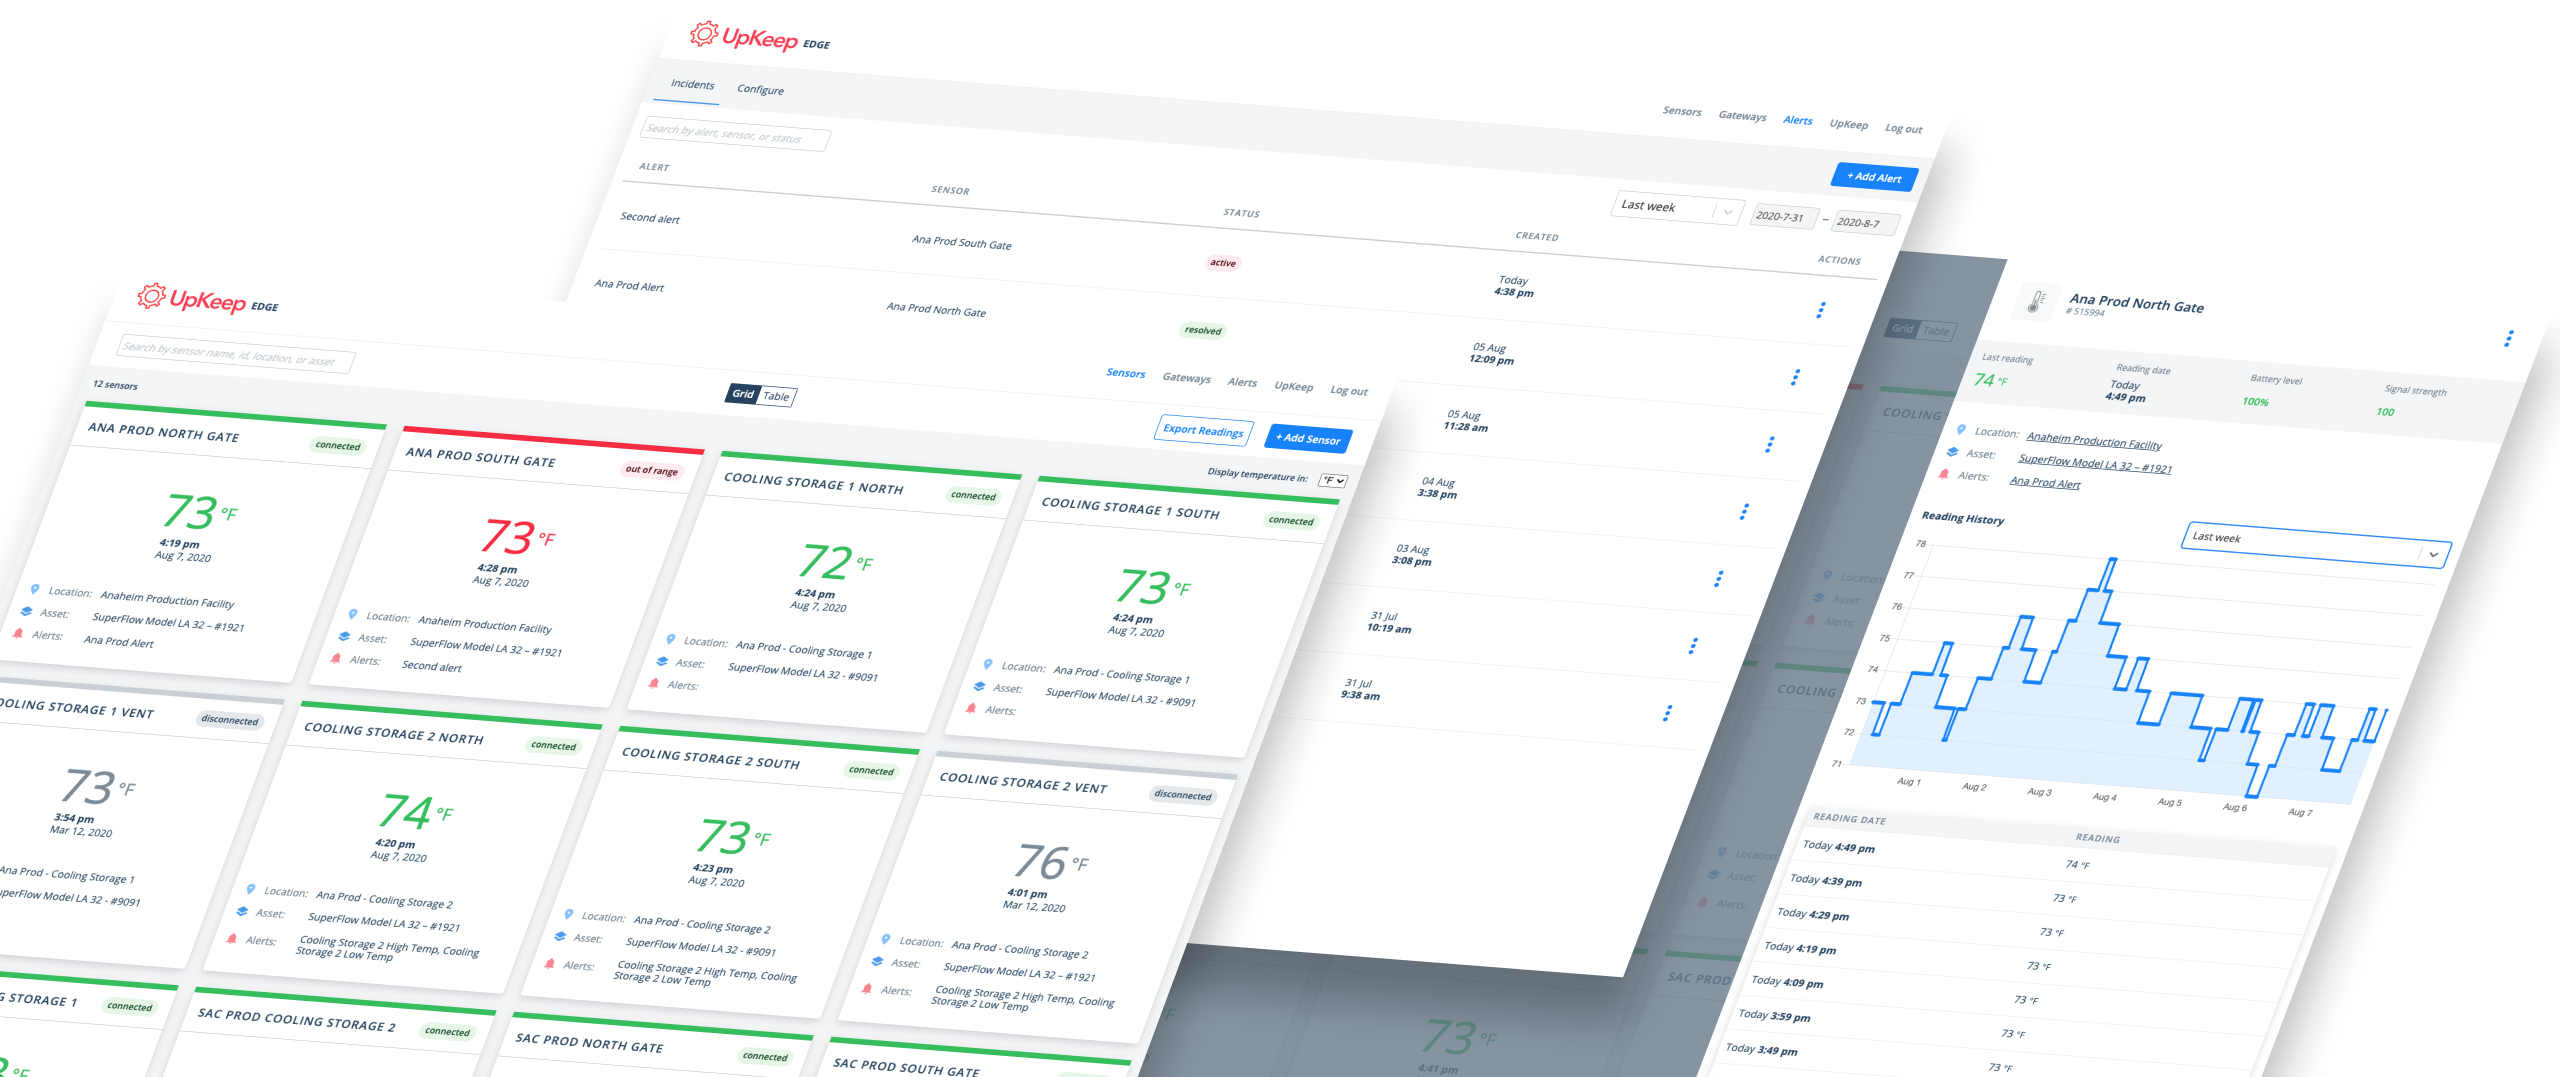 UpKeep EDGE
Sensors Gateways Alerts UpKeep Log out
Incidents Configure
+ Add Alert
Search by alert, sensor, or status
Last week
2020-7-31 – 2020-8-7
ALERT SENSOR STATUS CREATED ACTIONS
Second alert Ana Prod South Gate active Today 4:38 pm
Ana Prod Alert Ana Prod North Gate resolved 05 Aug 12:09 pm
05 Aug 11:28 am
04 Aug 3:38 pm
03 Aug 3:08 pm
31 Jul 10:19 am
31 Jul 9:38 am
UpKeep EDGE
Sensors Gateways Alerts UpKeep Log out
Search by sensor name, id, location, or asset
Grid Table
Export Readings + Add Sensor
12 sensors
Display temperature in: °F
ANA PROD NORTH GATE connected
73 °F
4:19 pm
Aug 7, 2020
Location: Anaheim Production Facility
Asset: SuperFlow Model LA 32 – #1921
Alerts: Ana Prod Alert
ANA PROD SOUTH GATE out of range
73 °F
4:28 pm
Aug 7, 2020
Location: Anaheim Production Facility
Asset: SuperFlow Model LA 32 – #1921
Alerts: Second alert
COOLING STORAGE 1 NORTH connected
72 °F
4:24 pm
Aug 7, 2020
Location: Ana Prod - Cooling Storage 1
Asset: SuperFlow Model LA 32 - #9091
Alerts:
COOLING STORAGE 1 SOUTH connected
73 °F
4:24 pm
Aug 7, 2020
Location: Ana Prod - Cooling Storage 1
Asset: SuperFlow Model LA 32 - #9091
Alerts:
OOLING STORAGE 1 VENT disconnected
73 °F
3:54 pm
Mar 12, 2020
Ana Prod - Cooling Storage 1
uperFlow Model LA 32 - #9091
COOLING STORAGE 2 NORTH connected
74 °F
4:20 pm
Aug 7, 2020
Location: Ana Prod - Cooling Storage 2
Asset: SuperFlow Model LA 32 – #1921
Alerts: Cooling Storage 2 High Temp, Cooling
Storage 2 Low Temp
COOLING STORAGE 2 SOUTH connected
73 °F
4:23 pm
Aug 7, 2020
Location: Ana Prod - Cooling Storage 2
Asset: SuperFlow Model LA 32 - #9091
Alerts: Cooling Storage 2 High Temp, Cooling
Storage 2 Low Temp
COOLING STORAGE 2 VENT disconnected
76 °F
4:01 pm
Mar 12, 2020
Location: Ana Prod - Cooling Storage 2
Asset: SuperFlow Model LA 32 – #1921
Alerts: Cooling Storage 2 High Temp, Cooling
Storage 2 Low Temp
G STORAGE 1 connected
°F
SAC PROD COOLING STORAGE 2 connected
SAC PROD NORTH GATE connected
SAC PROD SOUTH GATE
Grid Table
COOLING
Location:
Asset:
Alerts:
COOLING
Location:
Asset:
Alerts:
SAC PROD
°F
73 °F
4:41 pm
Ana Prod North Gate
# 515994
Last reading Reading date Battery level Signal strength
74 °F Today 4:49 pm 100% 100
Location: Anaheim Production Facility
Asset: SuperFlow Model LA 32 – #1921
Alerts: Ana Prod Alert
Reading History
Last week
78
77
76
75
74
73
72
71
Aug 1 Aug 2 Aug 3 Aug 4 Aug 5 Aug 6 Aug 7
READING DATE READING
Today 4:49 pm 74 °F
Today 4:39 pm 73 °F
Today 4:29 pm 73 °F
Today 4:19 pm 73 °F
Today 4:09 pm 73 °F
Today 3:59 pm 73 °F
Today 3:49 pm 73 °F